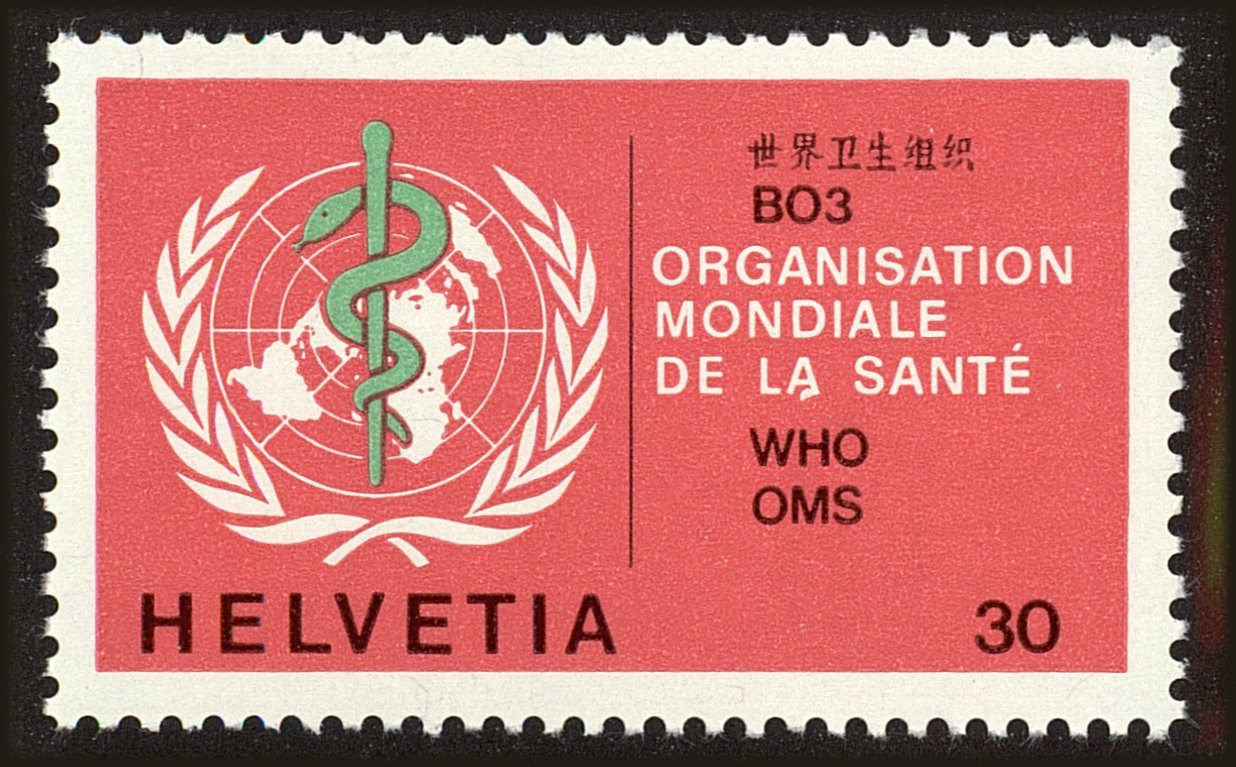 世界卫生组织
ВОЗ
ORGANISATION
MONDIALE
DE LA SANTÉ
WHO
OMS
HELVETIA
30